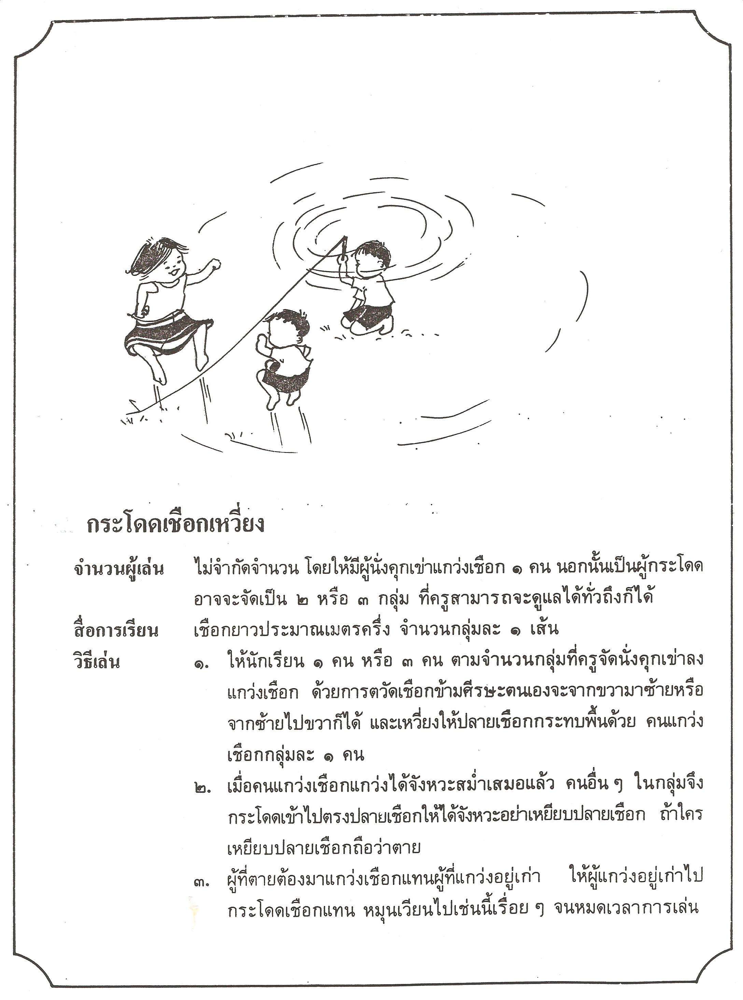 กระโดดเชือกเหวี่ยง
จำนวนผู้เล่น ไม่จำกัดจำนวน โดยให้มีผู้นั่งคุกเข่าแกว่งเชือก ๑ คน นอกนั้นเป็นผู้กระโดด
อาจจะจัดเป็น ๒ หรือ ๓ กลุ่ม ที่ครูสามารถจะดูแลได้ทั่วถึงก็ได้
สื่อการเรียน เชือกยาวประมาณเมตรครึ่ง จำนวนกลุ่มละ ๑ เส้น
วิธีเล่น ๑. ให้นักเรียน ๑ คน หรือ ๓ คน ตามจำนวนกลุ่มที่ครูจัดนั่งคุกเข่าลง
แกว่งเชือก ด้วยการตวัดเชือกข้ามศีรษะตนเองจะจากขวามาซ้ายหรือ
จากซ้ายไปขวาก็ได้ และเหวี่ยงให้ปลายเชือกกระทบพื้นด้วย คนแกว่ง
เชือกกลุ่มละ ๑ คน
๒. เมื่อคนแกว่งเชือกแกว่งได้จังหวะสม่ำเสมอแล้ว คนอื่น ๆ ในกลุ่มจึง
กระโดดเข้าไปตรงปลายเชือกให้ได้จังหวะอย่าเหยียบปลายเชือก ถ้าใคร
เหยียบปลายเชือกถือว่าตาย
๓. ผู้ที่ตายต้องมาแกว่งเชือกแทนผู้ที่แกว่งอยู่เก่า ให้ผู้แกว่งอยู่เก่าไป
กระโดดเชือกแทน หมุนเวียนไปเช่นนี้เรื่อย ๆ จนหมดเวลาการเล่น